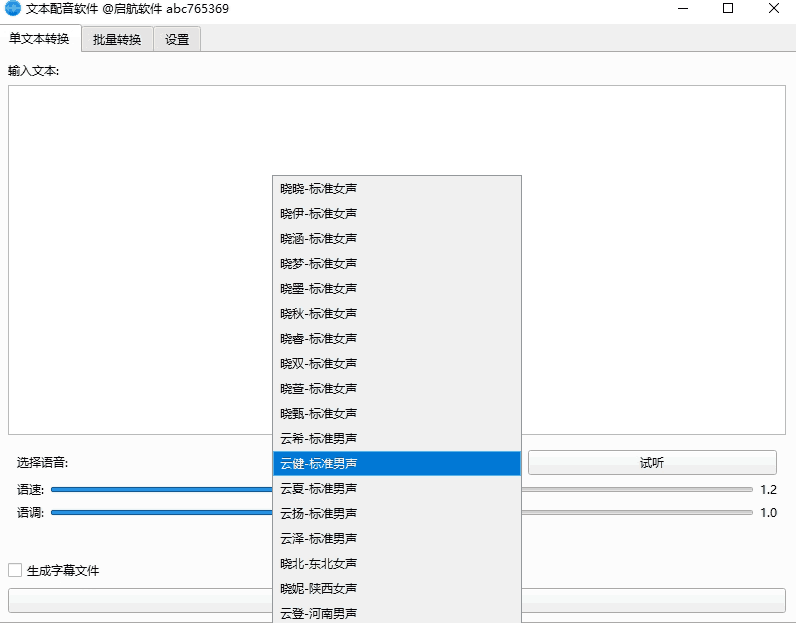 文本配音软件 @启航软件 abc765369
单文本转换 批量转换 设置
输入文本:
晓晓-标准女声
晓伊-标准女声
晓涵-标准女声
晓梦-标准女声
晓墨-标准女声
晓秋-标准女声
晓睿-标准女声
晓双-标准女声
晓萱-标准女声
晓甄-标准女声
云希-标准男声
云健-标准男声
云夏-标准男声
云扬-标准男声
云泽-标准男声
晓北-东北女声
晓妮-陕西女声
云登-河南男声
选择语音:
试听
语速: 1.2
语调: 1.0
生成字幕文件